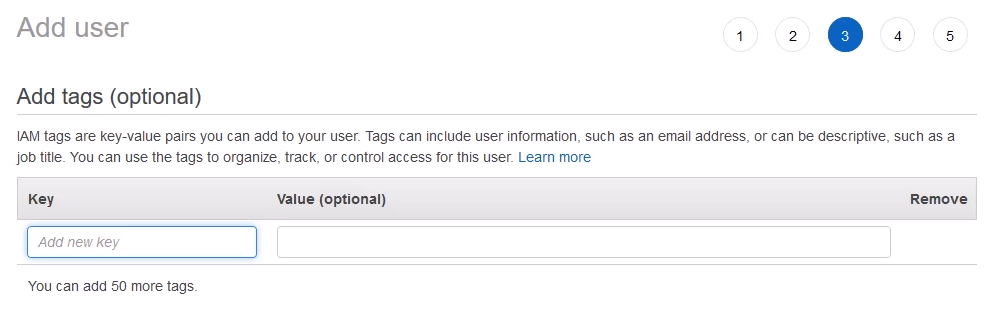 Add user
1 2 3 4 5
Add tags (optional)
IAM tags are key-value pairs you can add to your user. Tags can include user information, such as an email address, or can be descriptive, such as a
job title. You can use the tags to organize, track, or control access for this user. Learn more
Key Value (optional) Remove
Add new key
You can add 50 more tags.